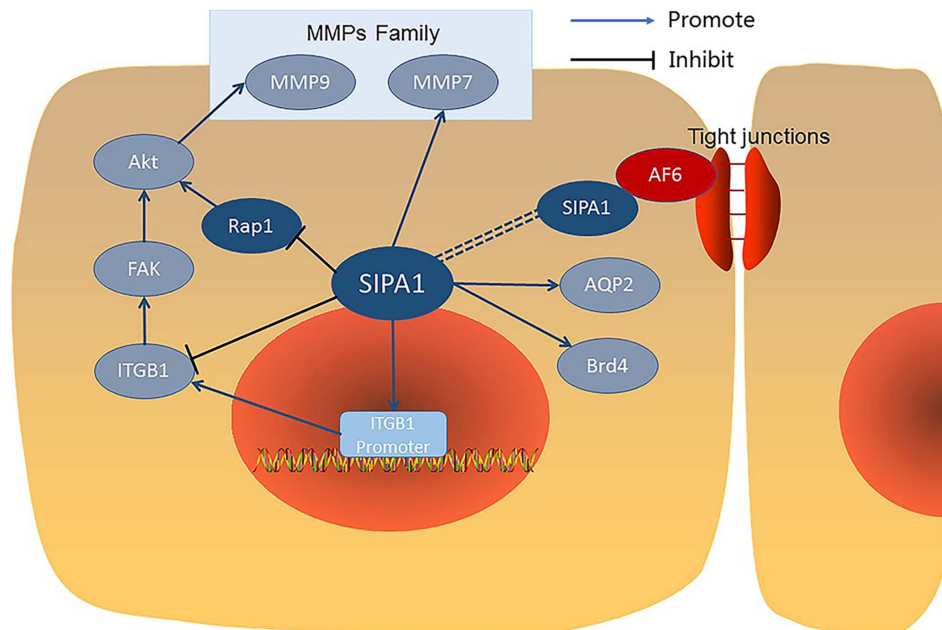 MMPs Family
Promote
Inhibit
MMP9
MMP7
Tight junctions
Akt
AF6
SIPA1
Rap1
FAK
SIPA1
AQP2
ITGB1
Brd4
ITGB1
Promoter